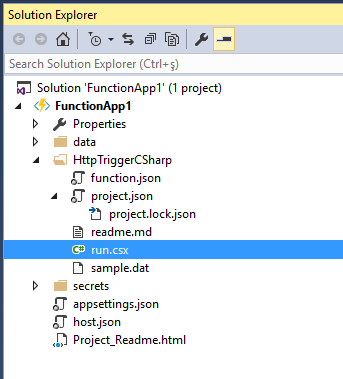 Solution Explorer
Search Solution Explorer (Ctrl+ş)
Solution 'FunctionApp1' (1 project)
FunctionApp1
Properties
data
HttpTriggerCSharp
function.json
project.json
project.lock.json
readme.md
C# run.csx
sample.dat
secrets
appsettings.json
host.json
Project_Readme.html